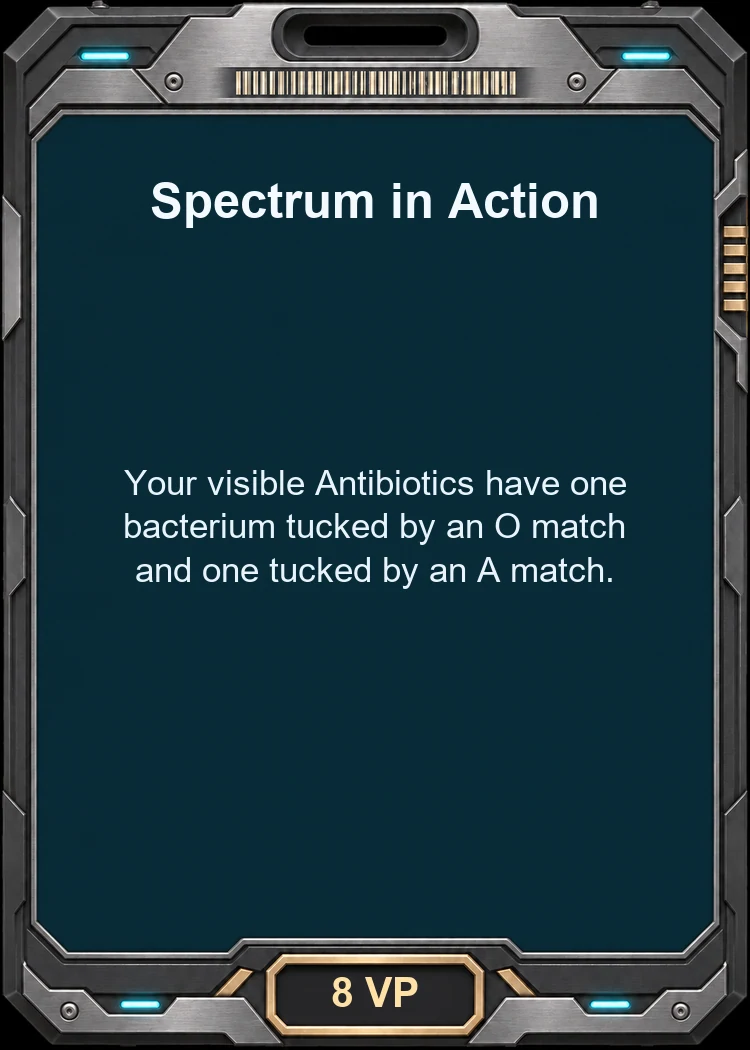 Spectrum in Action
Your visible Antibiotics have one
bacterium tucked by an O match
and one tucked by an A match.
8 VP